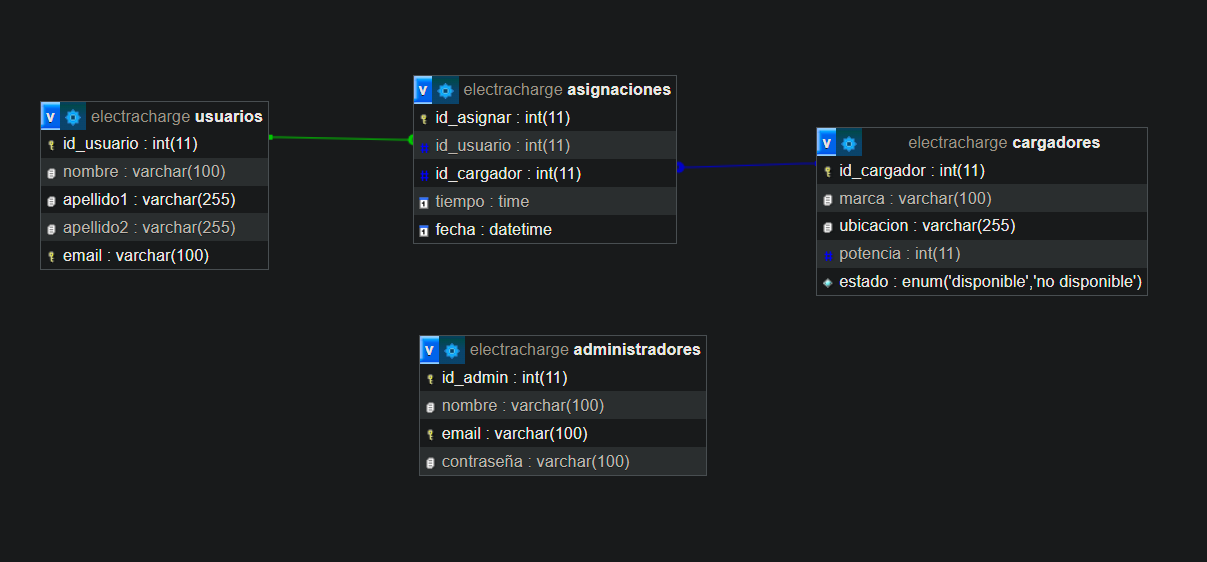 v electracharge usuarios
id_usuario : int(11)
nombre : varchar(100)
apellido1 : varchar(255)
apellido2 : varchar(255)
email : varchar(100)
v electracharge asignaciones
id_asignar : int(11)
# id_usuario : int(11)
# id_cargador : int(11)
tiempo : time
fecha : datetime
v electracharge cargadores
id_cargador : int(11)
marca : varchar(100)
ubicacion : varchar(255)
# potencia : int(11)
estado : enum('disponible','no disponible')
v electracharge administradores
id_admin : int(11)
nombre : varchar(100)
email : varchar(100)
contraseña : varchar(100)